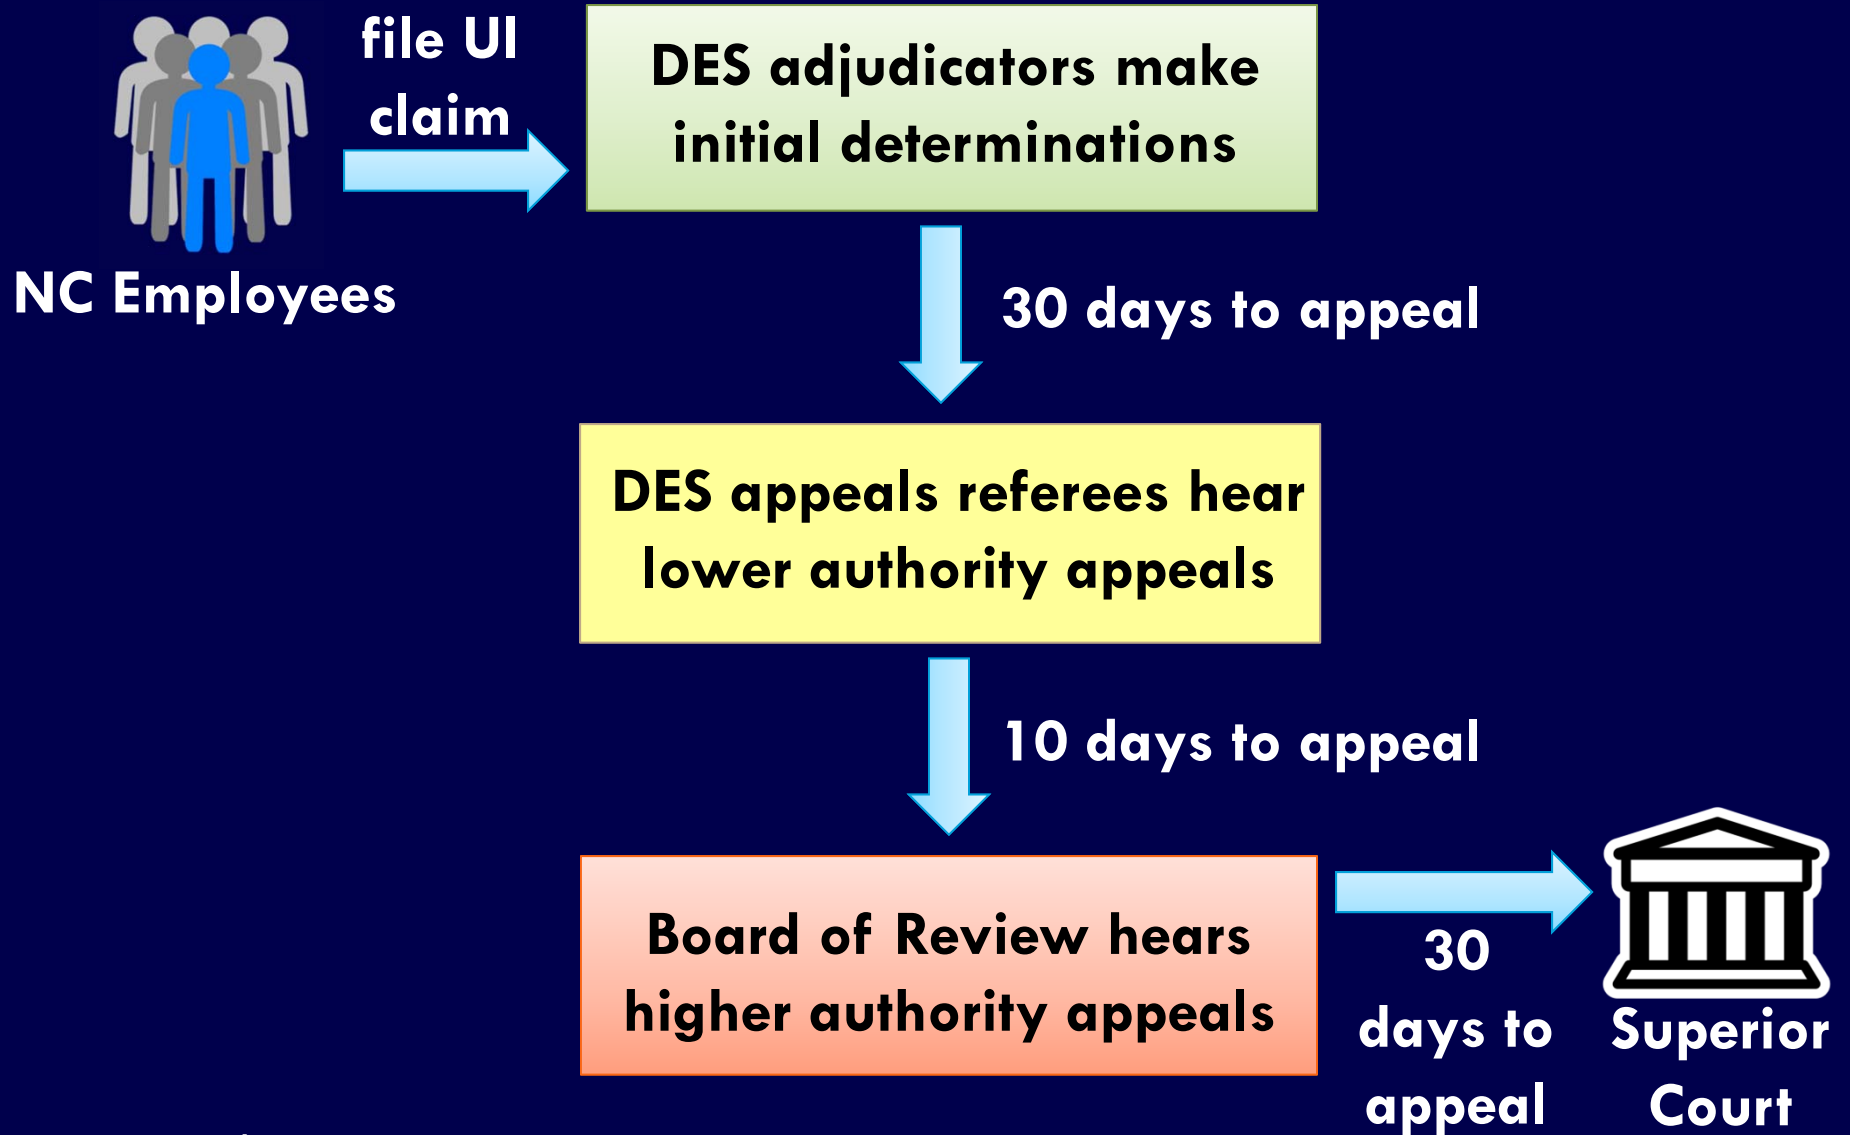 file UI
claim
DES adjudicators make
initial determinations
NC Employees
30 days to appeal
DES appeals referees hear
lower authority appeals
10 days to appeal
Board of Review hears
higher authority appeals
30
days to
appeal
Superior
Court